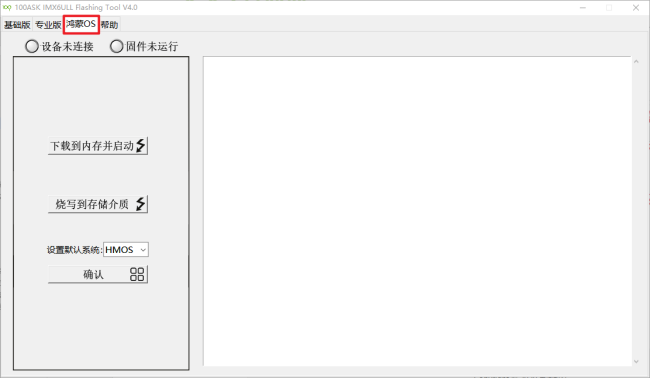 100ASK IMX6ULL Flashing Tool V4.0
基础版 专业版 鸿蒙OS 帮助
设备未连接 固件未运行
下载到内存并启动
烧写到存储介质
设置默认系统: HMOS
确认